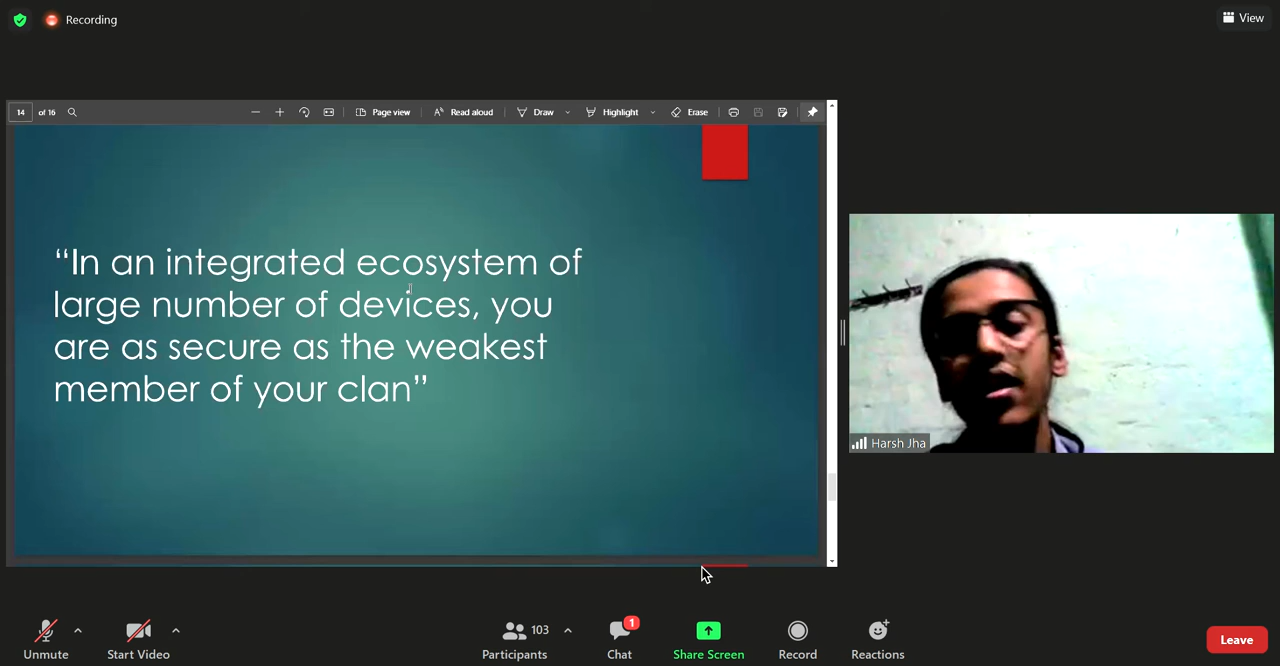 Recording
View
14 of 16
Page view
Read aloud
Draw
Highlight
Erase
“In an integrated ecosystem of
large number of devices, you
are as secure as the weakest
member of your clan”
Harsh Jha
Unmute
Start Video
103
Participants
1
Chat
Share Screen
Record
Reactions
Leave